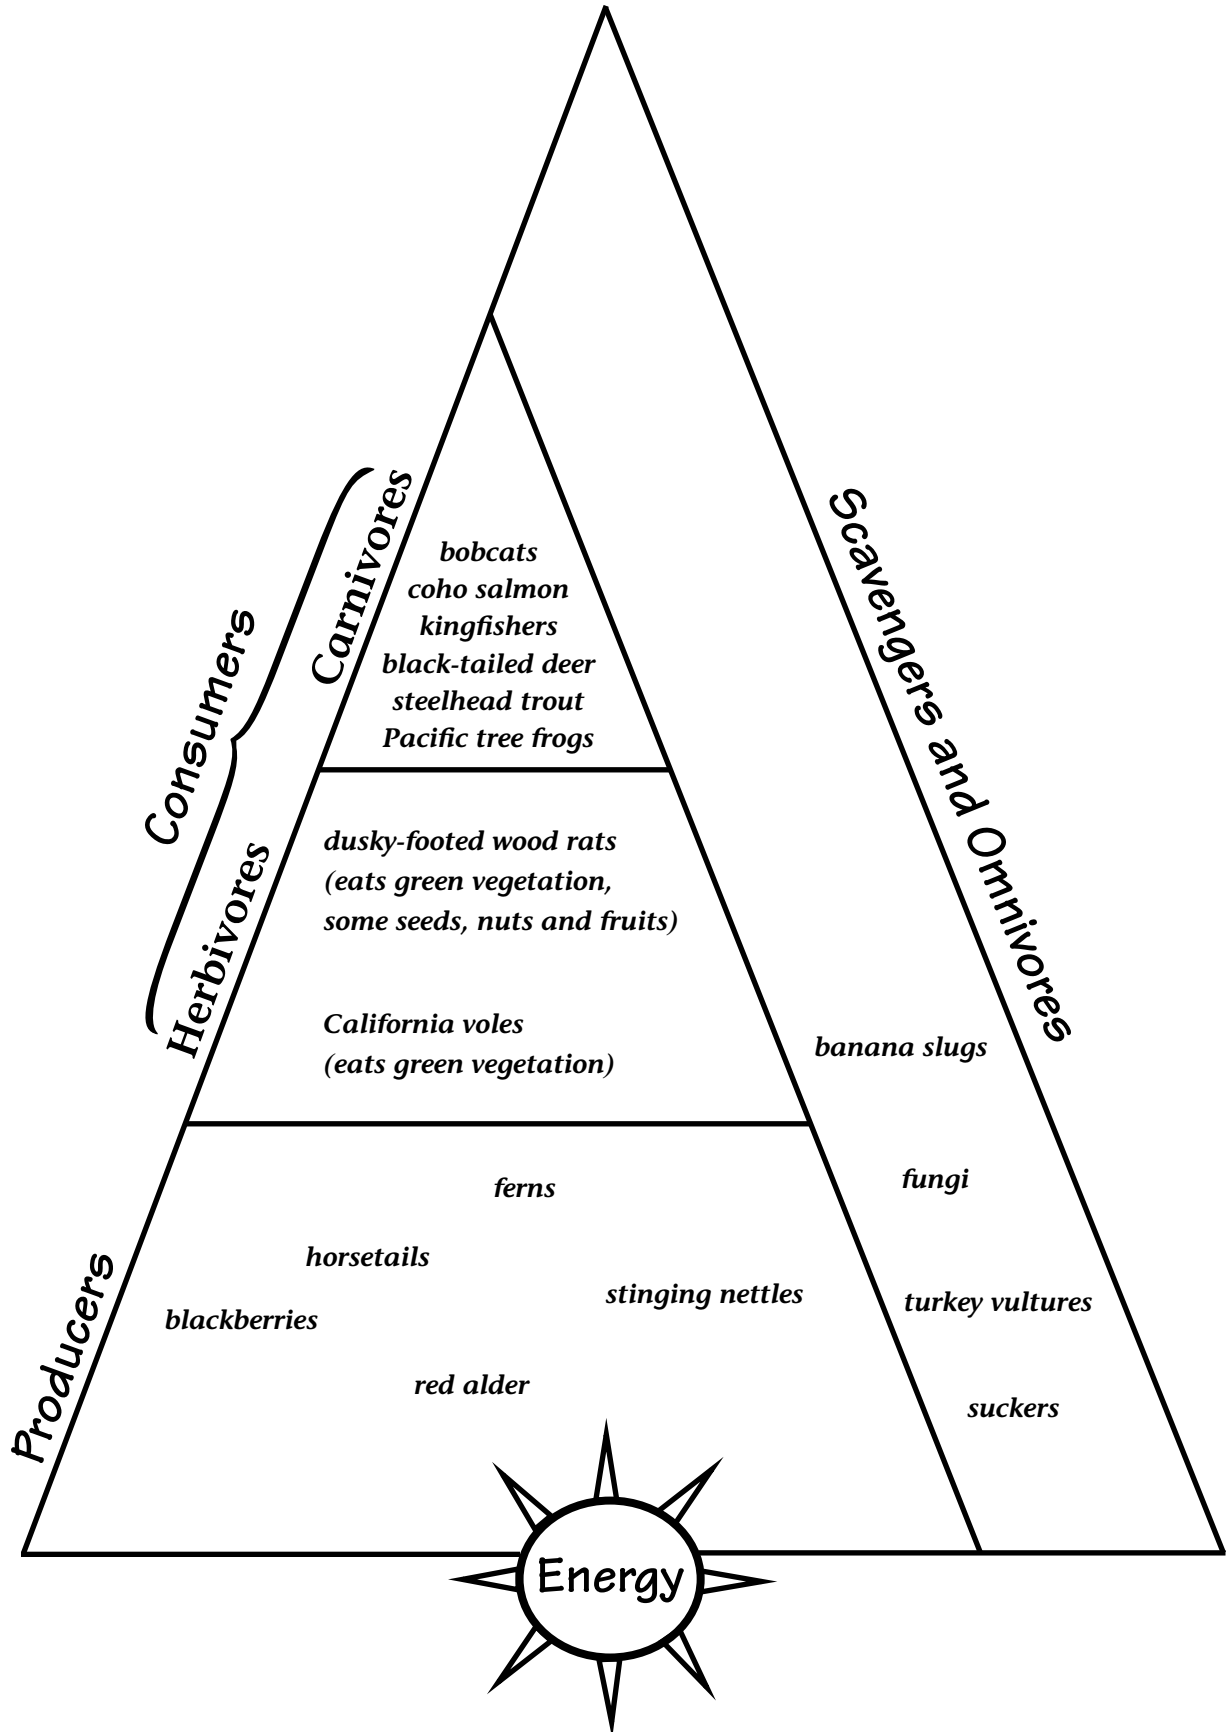 Consumers
Carnivores
bobcats
coho salmon
kingfishers
black-tailed deer
steelhead trout
Pacific tree frogs
Herbivores
dusky-footed wood rats
(eats green vegetation,
some seeds, nuts and fruits)
California voles
(eats green vegetation)
Producers
ferns
horsetails
stinging nettles
blackberries
red alder
Scavengers and Omnivores
banana slugs
fungi
turkey vultures
suckers
Energy